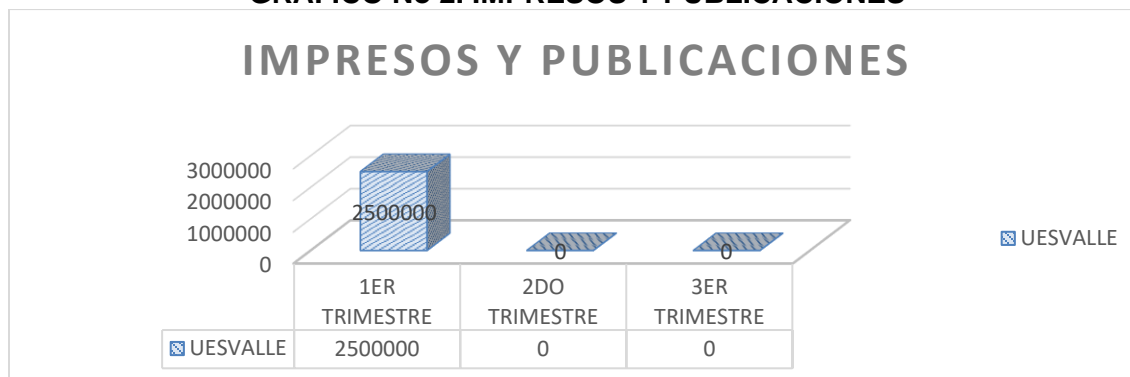 IMPRESOS Y PUBLICACIONES
3000000
2000000
1000000
0
2500000
0
0
UESVALLE
1ER TRIMESTRE
2DO TRIMESTRE
3ER TRIMESTRE
UESVALLE 2500000 0 0